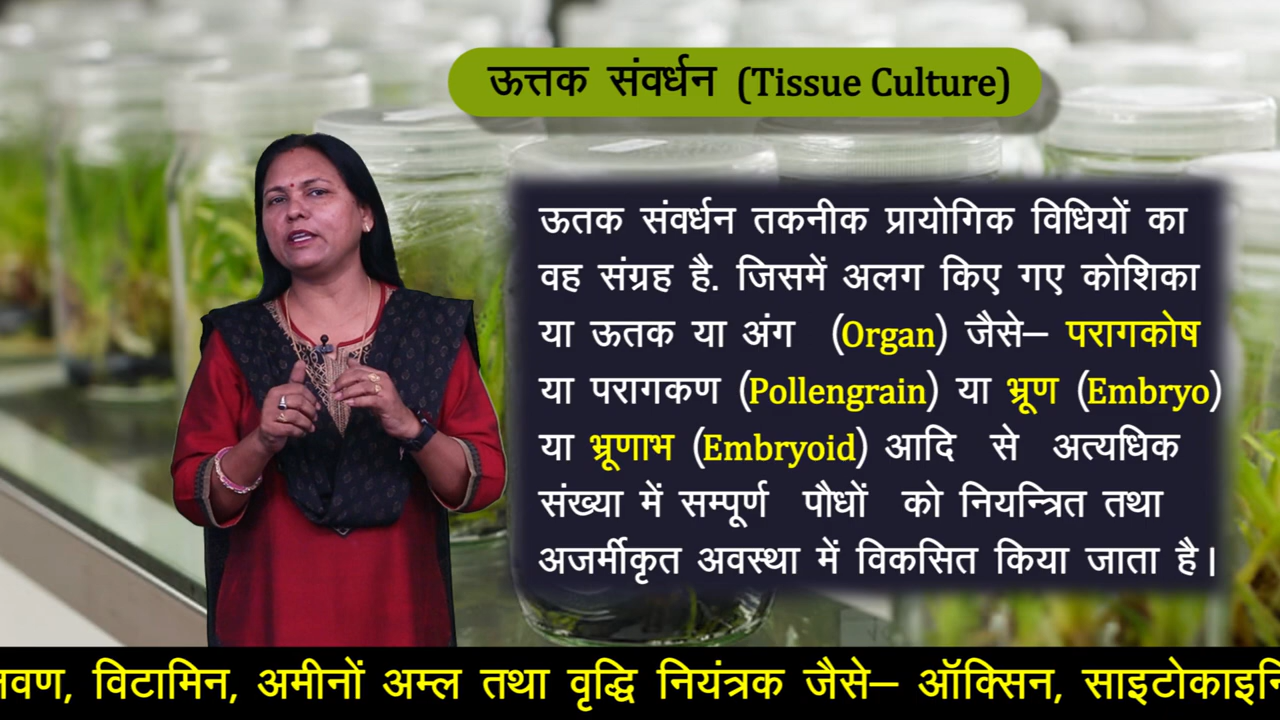 ऊत्तक संवर्धन (Tissue Culture)
ऊतक संवर्धन तकनीक प्रायोगिक विधियों का
वह संग्रह है. जिसमें अलग किए गए कोशिका
या ऊतक या अंग (Organ) जैसे– परागकोष
या परागकण (Pollengrain) या भ्रूण (Embryo)
या भ्रूणाभ (Embryoid) आदि से अत्यधिक
संख्या में सम्पूर्ण पौधों को नियन्त्रित तथा
अजर्मीकृत अवस्था में विकसित किया जाता है।
विटामिन, अमीनों अम्ल तथा वृद्धि नियंत्रक जैसे– ऑक्सिन,